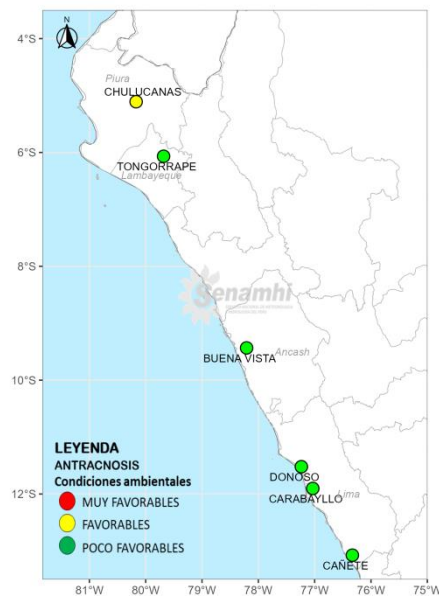 4°S
N
Piura
CHULUCANAS
6°S
TONGORRAPE
Lambayeque
8°S
Senamhi
BUENA VISTA
Ancash
10°S
LEYENDA
ANTRACNOSIS
Condiciones ambientales
MUY FAVORABLES
FAVORABLES
POCO FAVORABLES
DONOSO
CARABAYLLO
Lima
12°S
CAÑETE
81°W 80°W 79°W 78°W 77°W 76°W 75°W